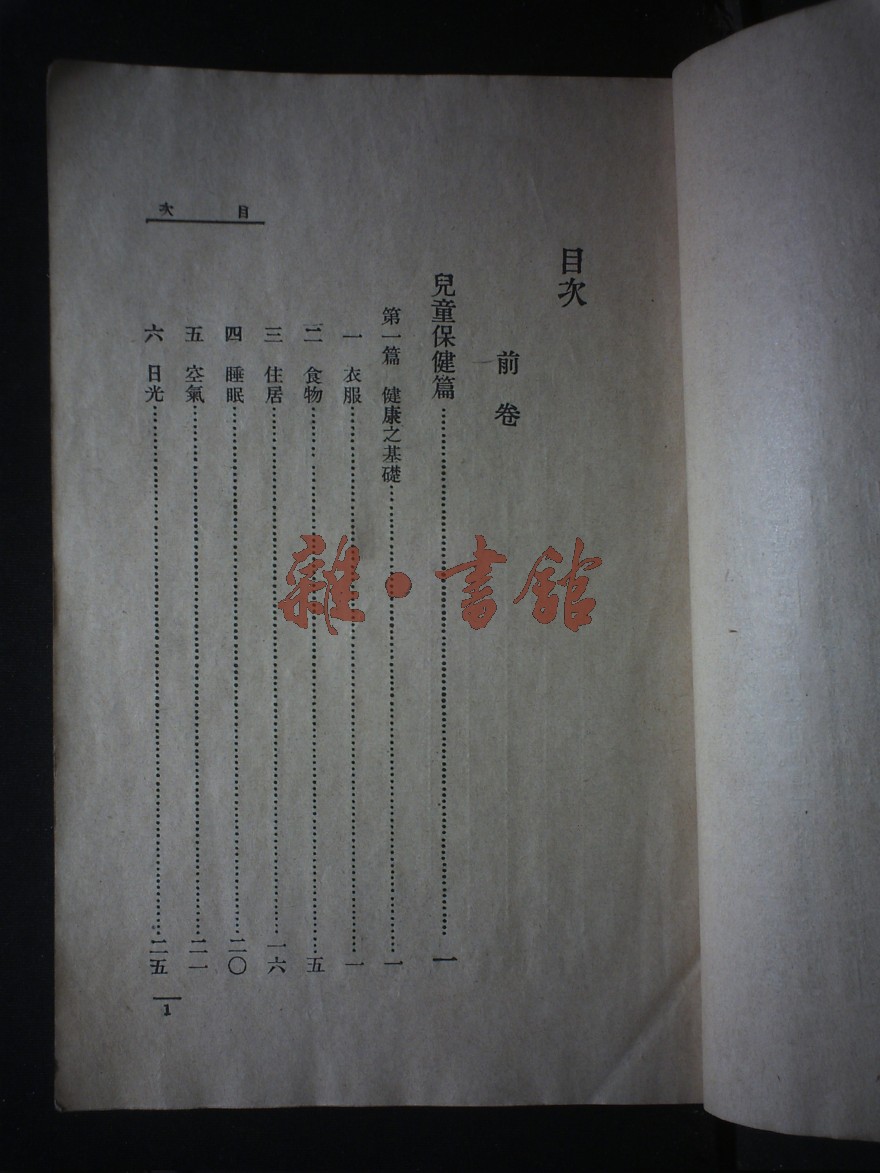 目次
目次
前卷
兒童保健篇……一
第一篇 健康之基礎……一
一 衣服……一
二 食物……五
三 住居……一六
四 睡眠……二〇
五 空氣……二一
六 日光……二五
1
雜·書館